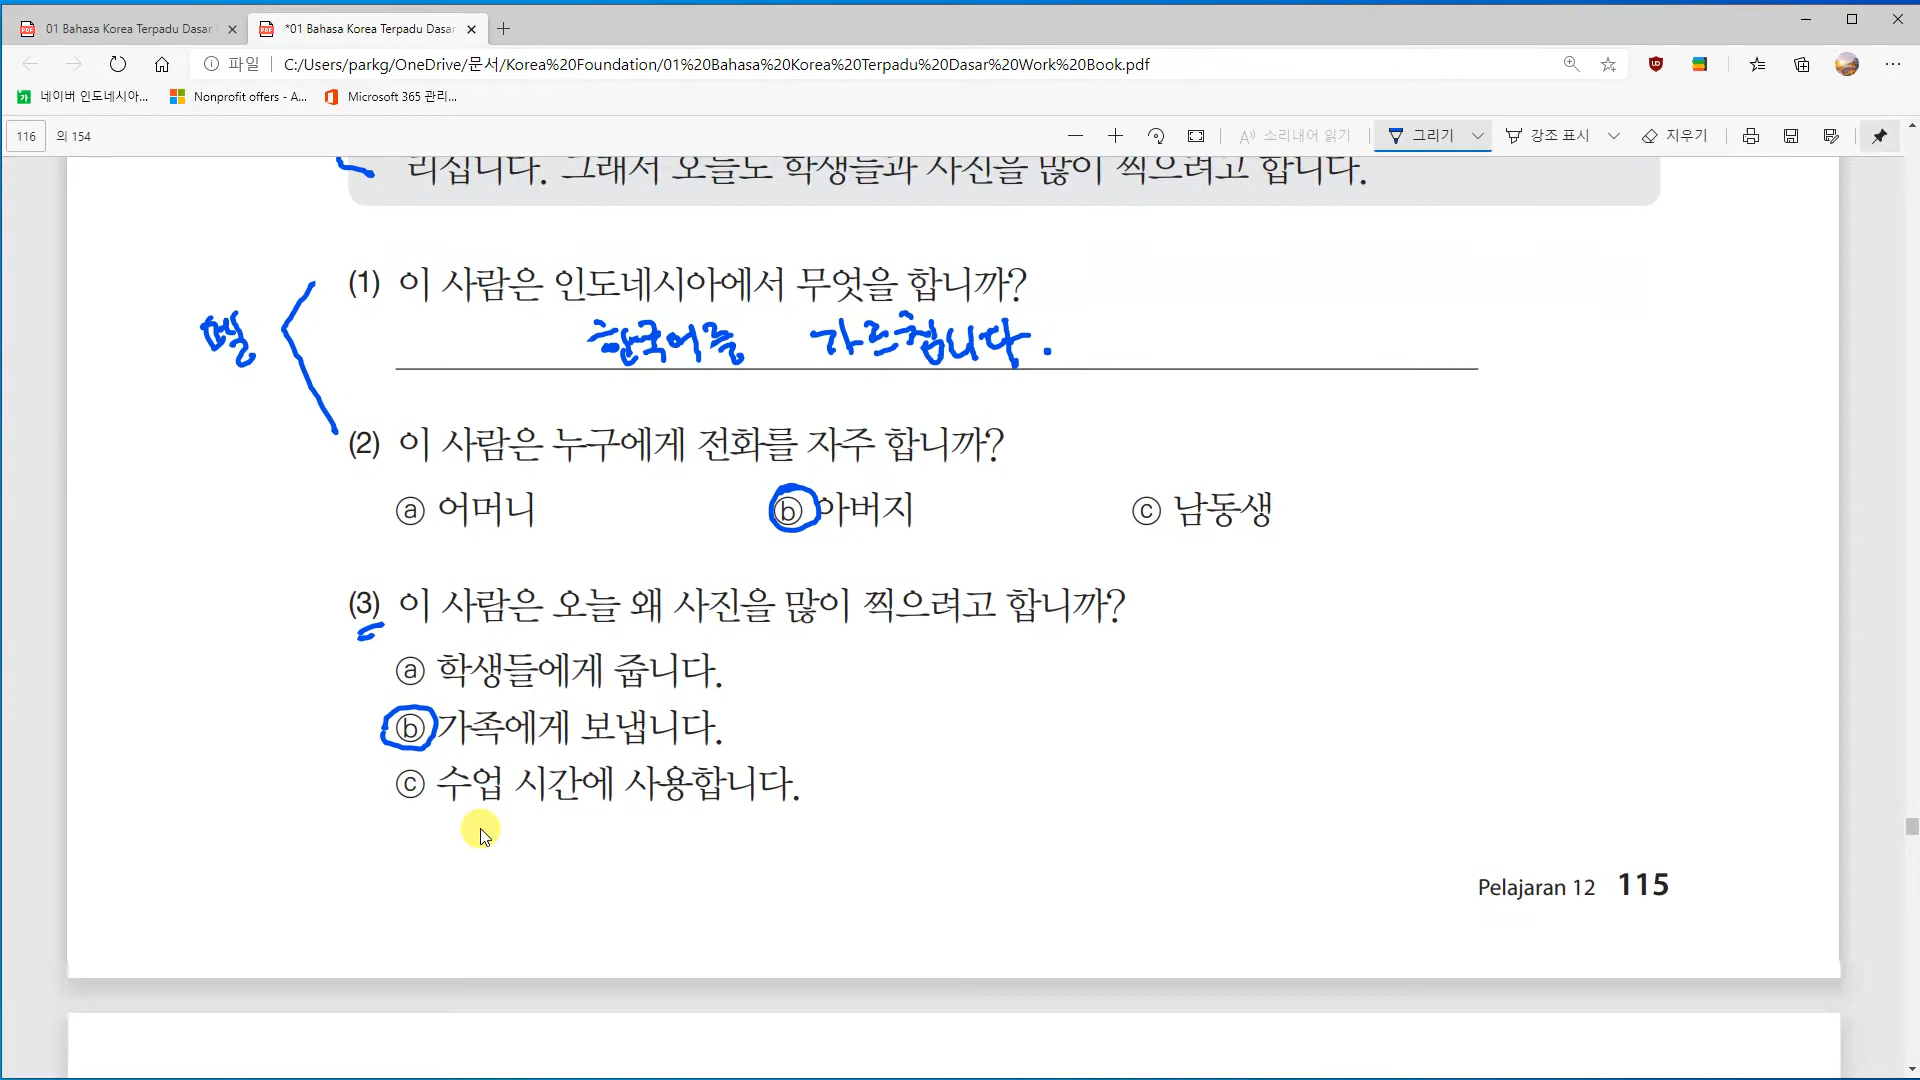 01 Bahasa Korea Terpadu Dasar
*01 Bahasa Korea Terpadu Dasar
파일 C:/Users/parkg/OneDrive/문서/Korea%20Foundation/01%20Bahasa%20Korea%20Terpadu%20Dasar%20Work%20Book.pdf
네이버 인도네시아... Nonprofit offers - A... Microsoft 365 관리...
116 의 154 소리내어 읽기 그리기 강조 표시 지우기
리십니다. 그래서 오늘도 학생들과 사진을 많이 찍으려고 합니다.
(1) 이 사람은 인도네시아에서 무엇을 합니까?
한국어를 가르칩니다.
(2) 이 사람은 누구에게 전화를 자주 합니까?
ⓐ 어머니 ⓑ 아버지 ⓒ 남동생
(3) 이 사람은 오늘 왜 사진을 많이 찍으려고 합니까?
ⓐ 학생들에게 줍니다.
ⓑ 가족에게 보냅니다.
ⓒ 수업 시간에 사용합니다.
Pelajaran 12 115